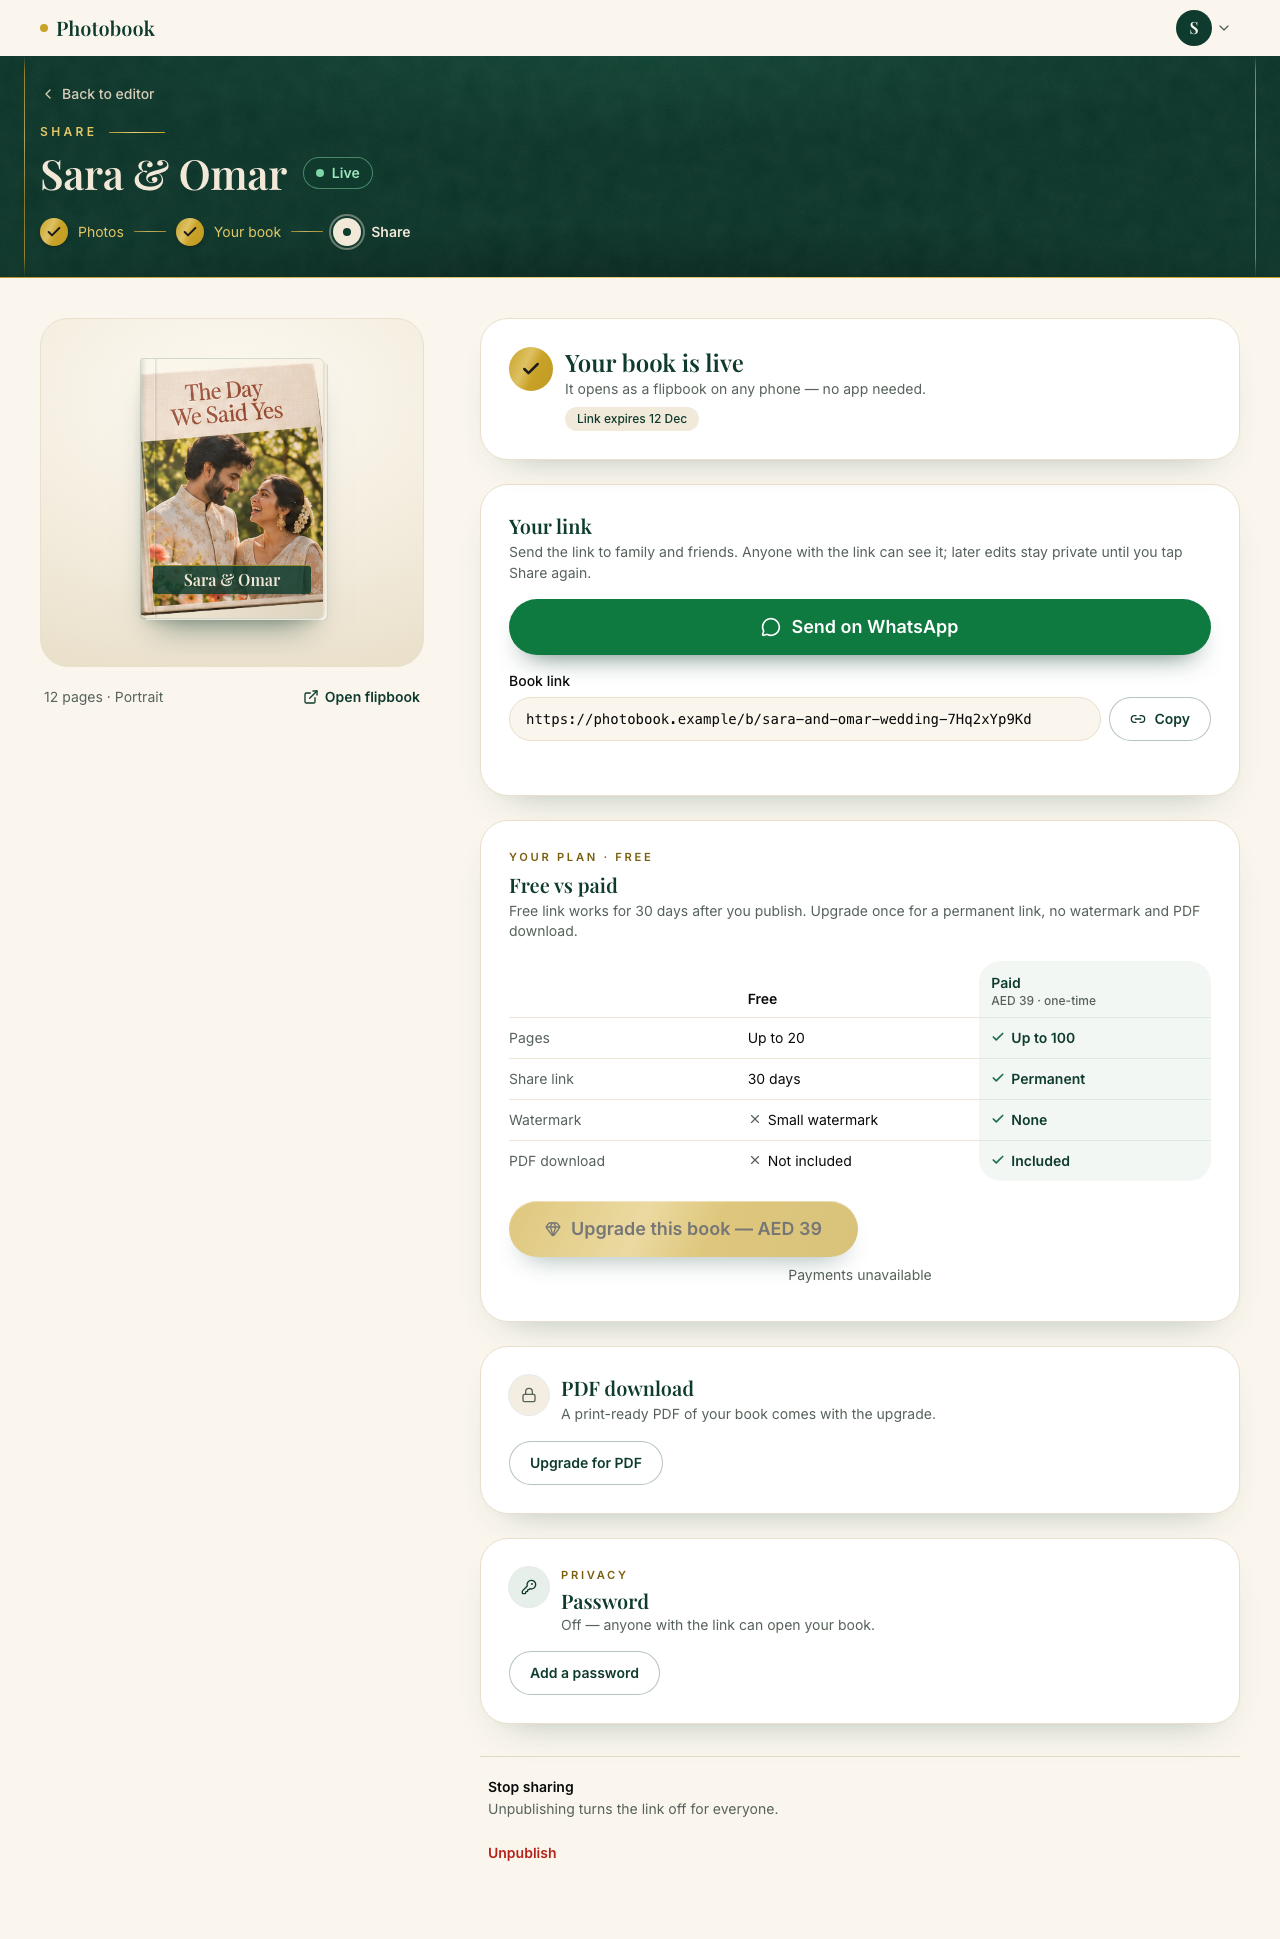 Photobook
S
Back to editor
SHARE
Sara & Omar
Live
Photos
Your book
Share
The Day
We Said Yes
Sara & Omar
12 pages · Portrait
Open flipbook
Your book is live
It opens as a flipbook on any phone — no app needed.
Link expires 12 Dec
Your link
Send the link to family and friends. Anyone with the link can see it; later edits stay private until you tap
Share again.
Send on WhatsApp
Book link
https://photobook.example/b/sara-and-omar-wedding-7Hq2xYp9Kd
Copy
YOUR PLAN · FREE
Free vs paid
Free link works for 30 days after you publish. Upgrade once for a permanent link, no watermark and PDF
download.
Free
Paid
AED 39 · one-time
Pages
Up to 20
Up to 100
Share link
30 days
Permanent
Watermark
Small watermark
None
PDF download
Not included
Included
Upgrade this book — AED 39
Payments unavailable
PDF download
A print-ready PDF of your book comes with the upgrade.
Upgrade for PDF
PRIVACY
Password
Off — anyone with the link can open your book.
Add a password
Stop sharing
Unpublishing turns the link off for everyone.
Unpublish